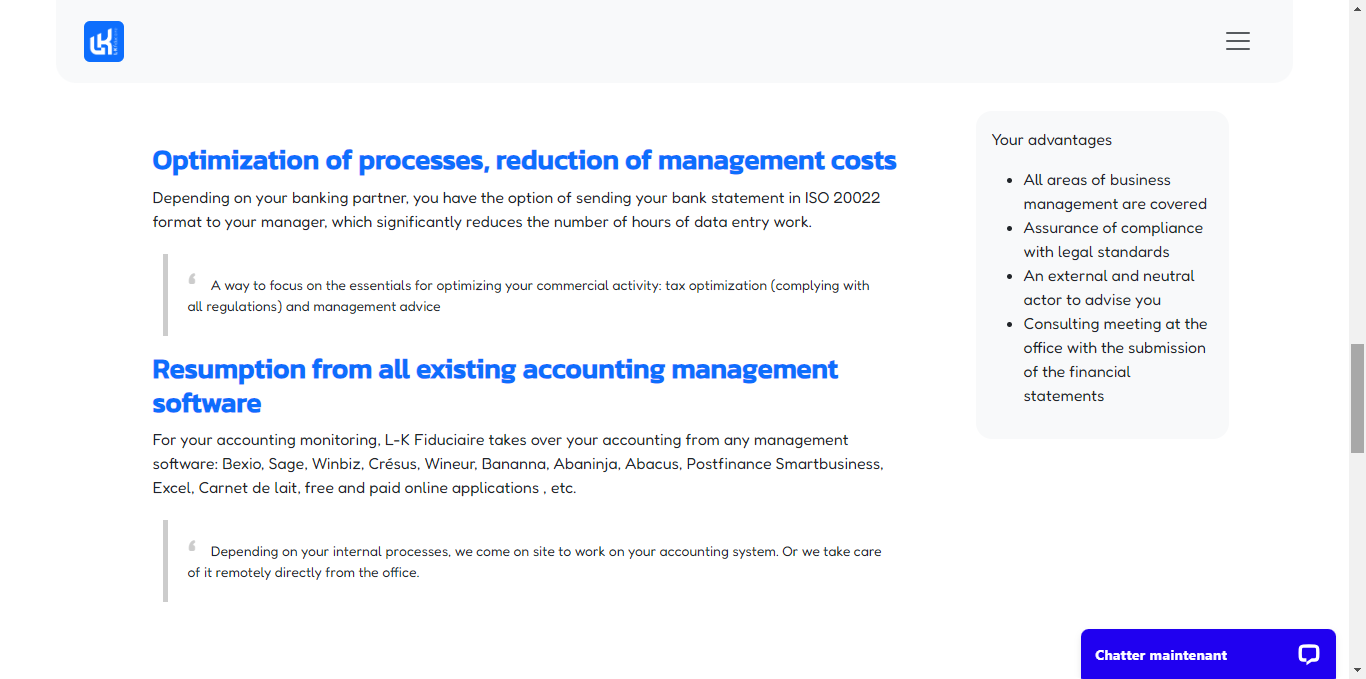 LK
Optimization of processes, reduction of management costs
Depending on your banking partner, you have the option of sending your bank statement in ISO 20022
format to your manager, which significantly reduces the number of hours of data entry work.
A way to focus on the essentials for optimizing your commercial activity: tax optimization (complying with
all regulations) and management advice
Resumption from all existing accounting management
software
For your accounting monitoring, L-K Fiduciaire takes over your accounting from any management
software: Bexio, Sage, Winbiz, Crésus, Wineur, Bananna, Abaninja, Abacus, Postfinance Smartbusiness,
Excel, Carnet de lait, free and paid online applications , etc.
Depending on your internal processes, we come on site to work on your accounting system. Or we take care
of it remotely directly from the office.
Your advantages
• All areas of business
management are covered
• Assurance of compliance
with legal standards
• An external and neutral
actor to advise you
• Consulting meeting at the
office with the submission
of the financial
statements
Chatter maintenant